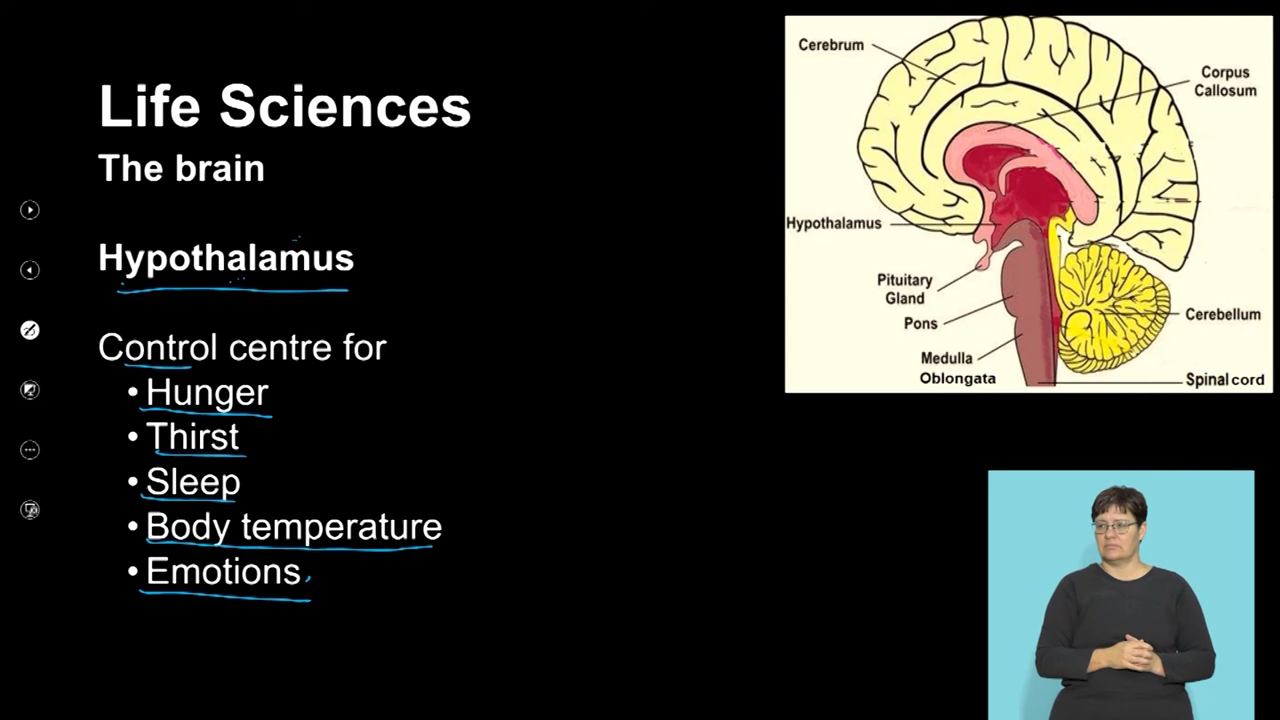 Life Sciences
The brain
Hypothalamus
Control centre for
• Hunger
• Thirst
• Sleep
• Body temperature
• Emotions
Cerebrum
Corpus
Callosum
Hypothalamus
Pituitary
Gland
Pons
Cerebellum
Medulla
Oblongata
Spinal cord